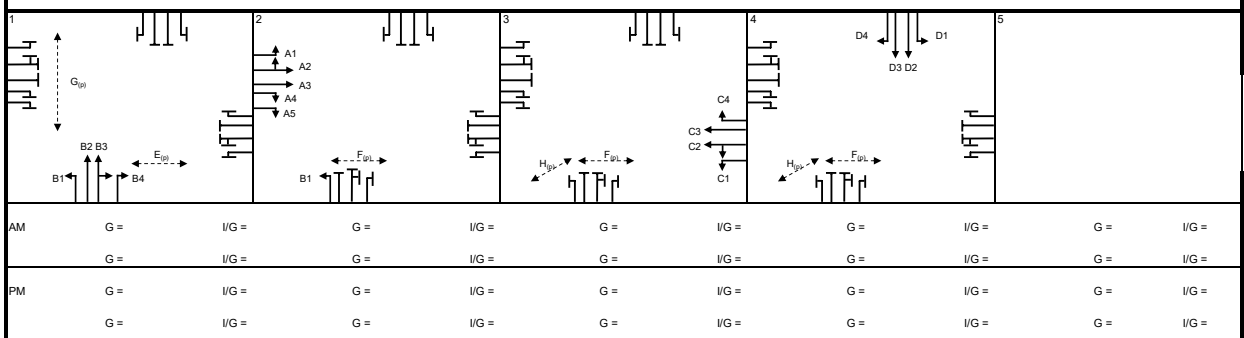 1 2 3 4 5
D4 D1
A1
A2
D3 D2
G(p)
A3
A4
C4
A5
C3
B2 B3 E(p) F(p) H(p) F(p) C2 H(p) F(p)
B1 B4 B1 C1
AM G = I/G = G = I/G = G = I/G = G = I/G = G = I/G =
G = I/G = G = I/G = G = I/G = G = I/G = G = I/G =
PM G = I/G = G = I/G = G = I/G = G = I/G = G = I/G =
G = I/G = G = I/G = G = I/G = G = I/G = G = I/G =